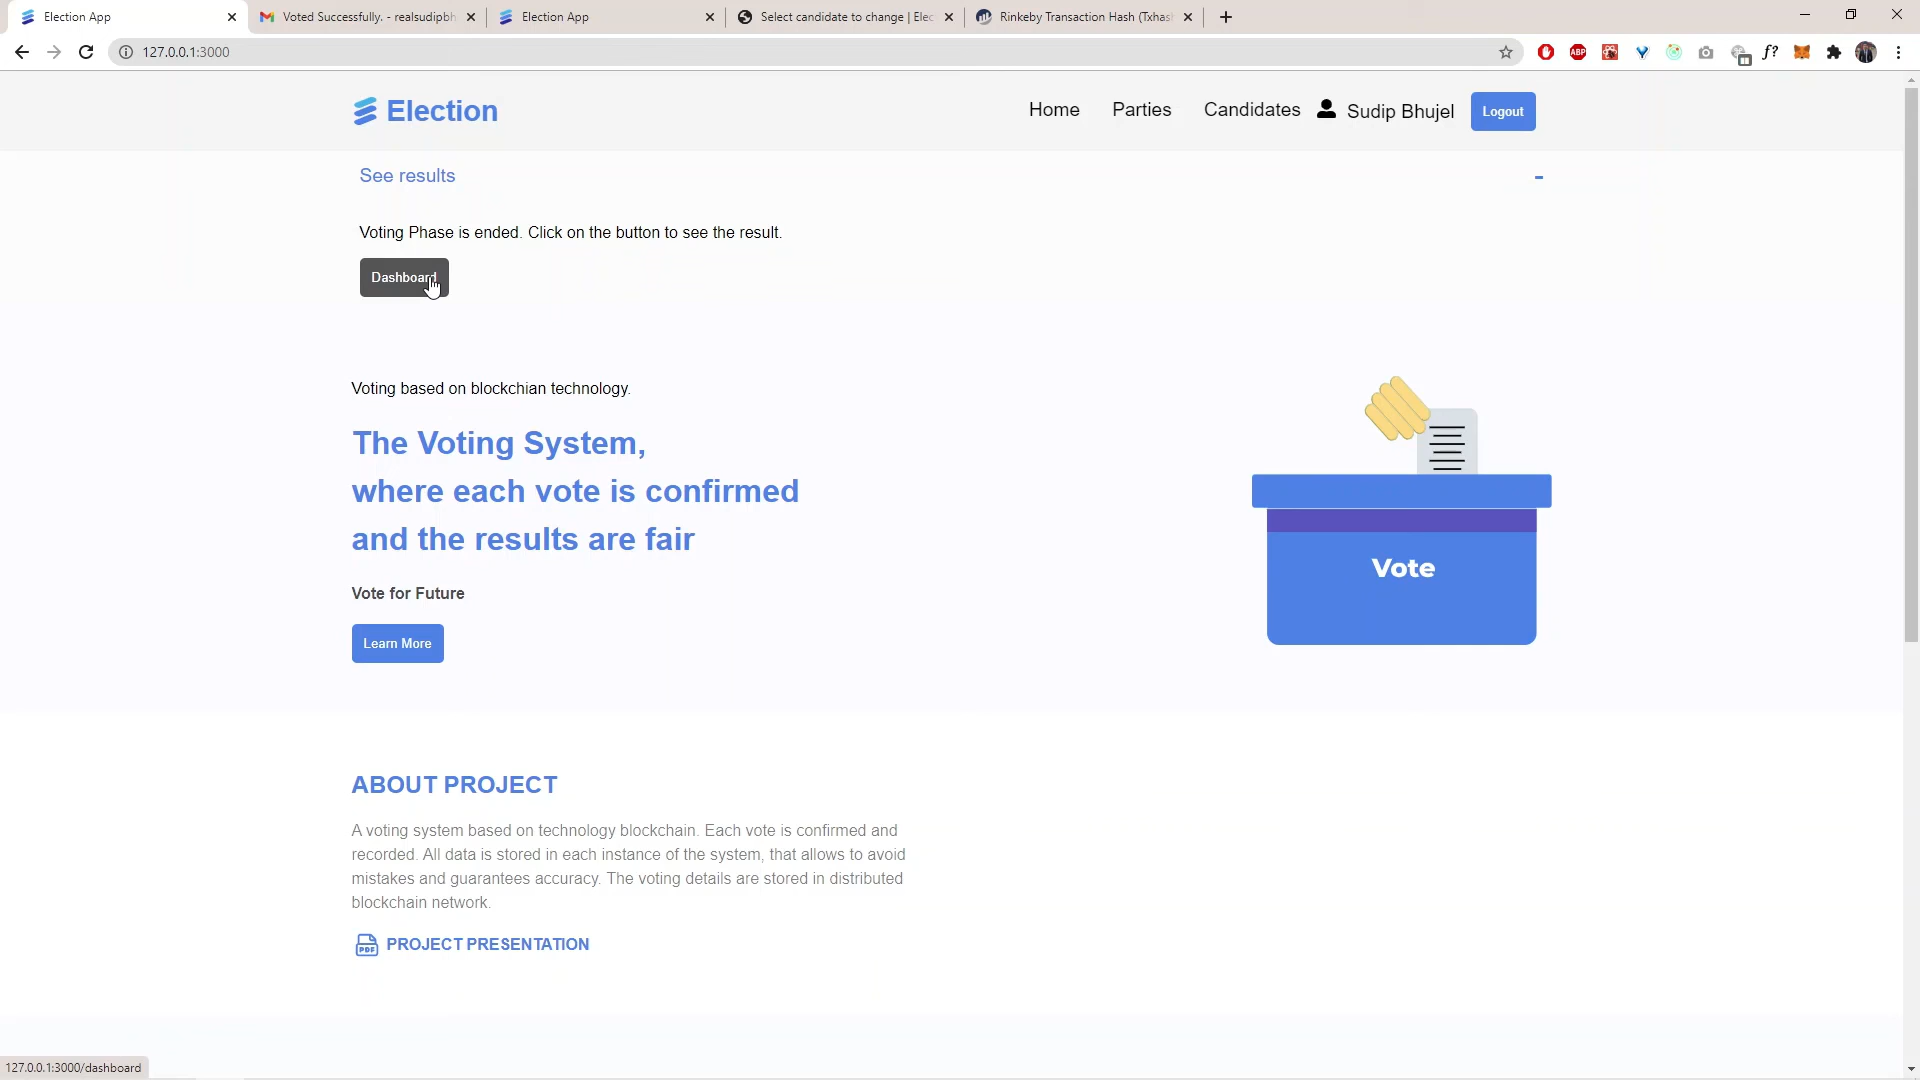 Election App
Voted Successfully. - realsudipbh
Election App
Select candidate to change | Elec
Rinkeby Transaction Hash (Txhas
127.0.0.1:3000
ABP
f?
Election
Home Parties Candidates Sudip Bhujel Logout
See results
-
Voting Phase is ended. Click on the button to see the result.
Dashboard
Voting based on blockchian technology.
The Voting System,
where each vote is confirmed
and the results are fair
Vote for Future
Learn More
Vote
ABOUT PROJECT
A voting system based on technology blockchain. Each vote is confirmed and
recorded. All data is stored in each instance of the system, that allows to avoid
mistakes and guarantees accuracy. The voting details are stored in distributed
blockchain network.
PDF PROJECT PRESENTATION
127.0.0.1:3000/dashboard